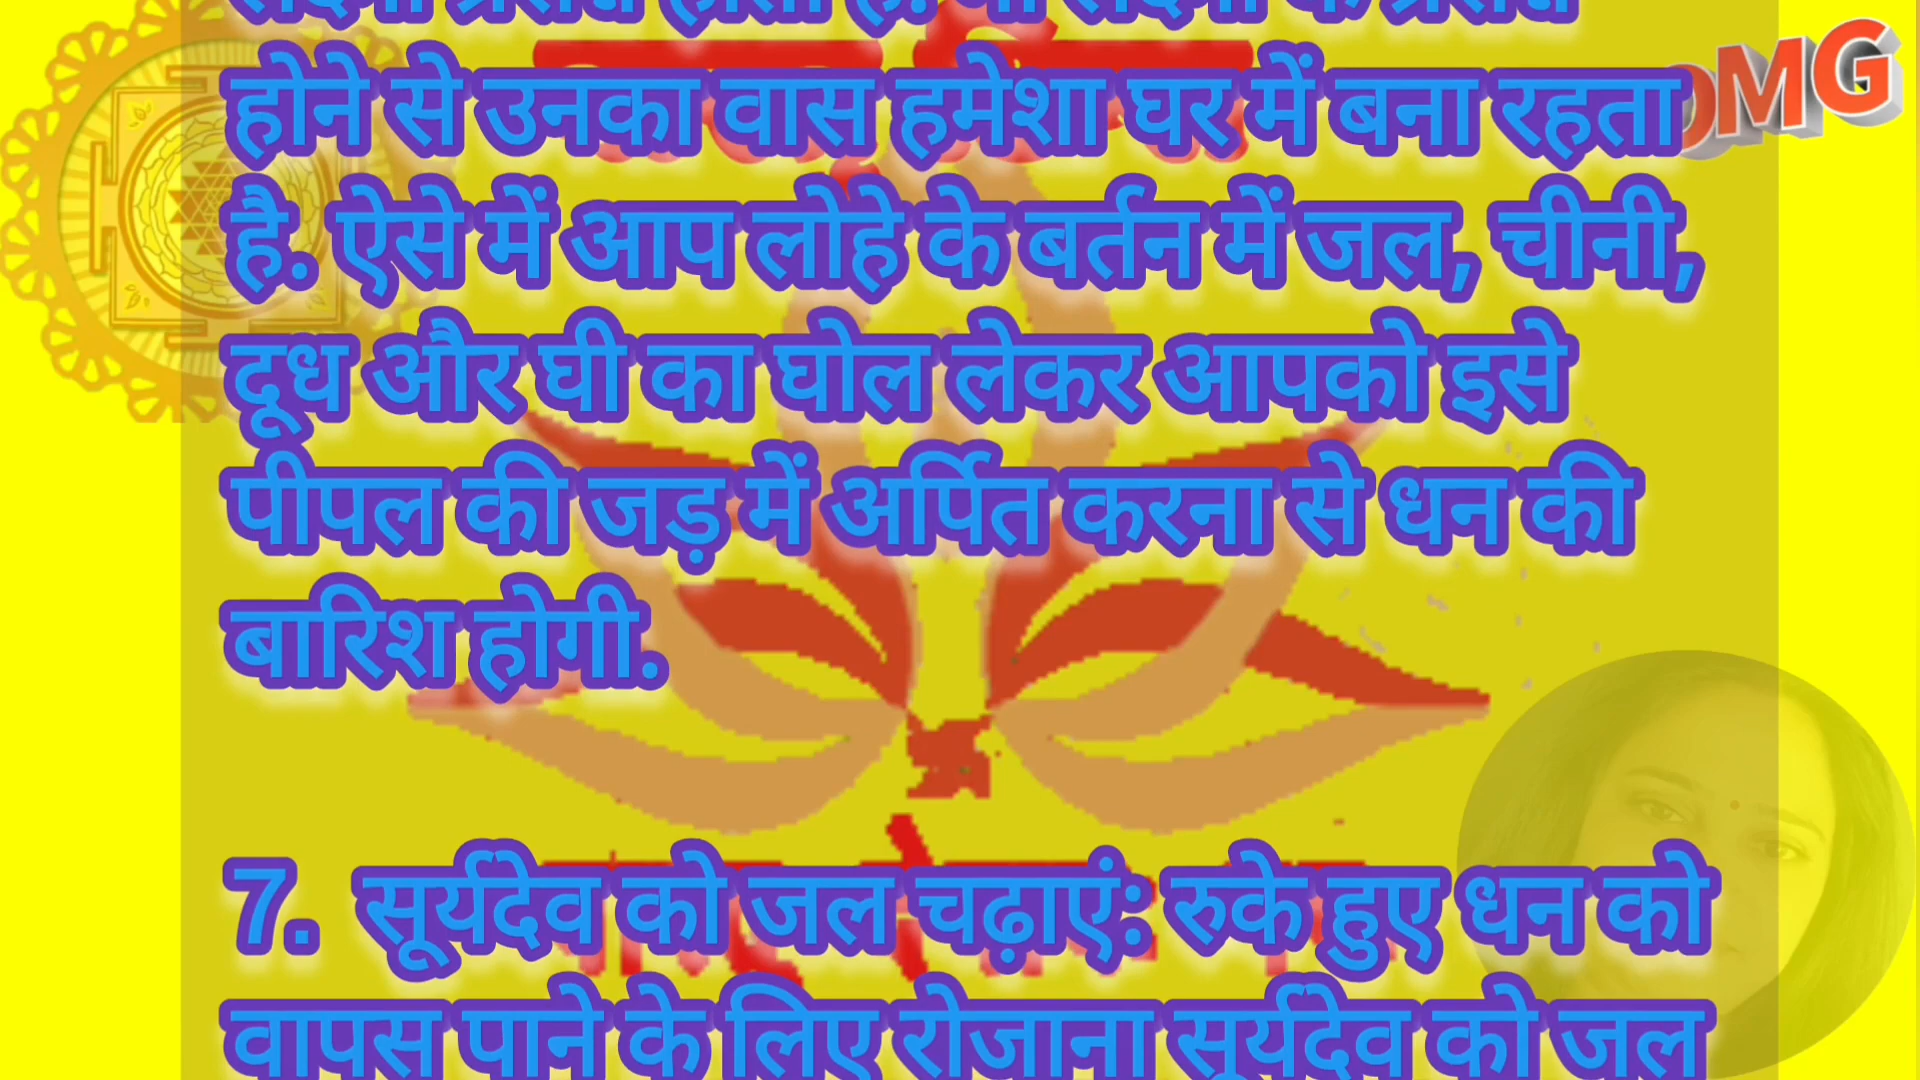 होने से उनका वास हमेशा घर में बना रहता
है. ऐसे में आप लोहे के बर्तन में जल, चीनी,
दूध और घी का घोल लेकर आपको इसे
पीपल की जड़ में अर्पित करना से धन की
बारिश होगी.
7. सूर्यदेव को जल चढ़ाएं: रुके हुए धन को
वापस पाने के लिए रोजाना सूर्यदेव को जल
OMG